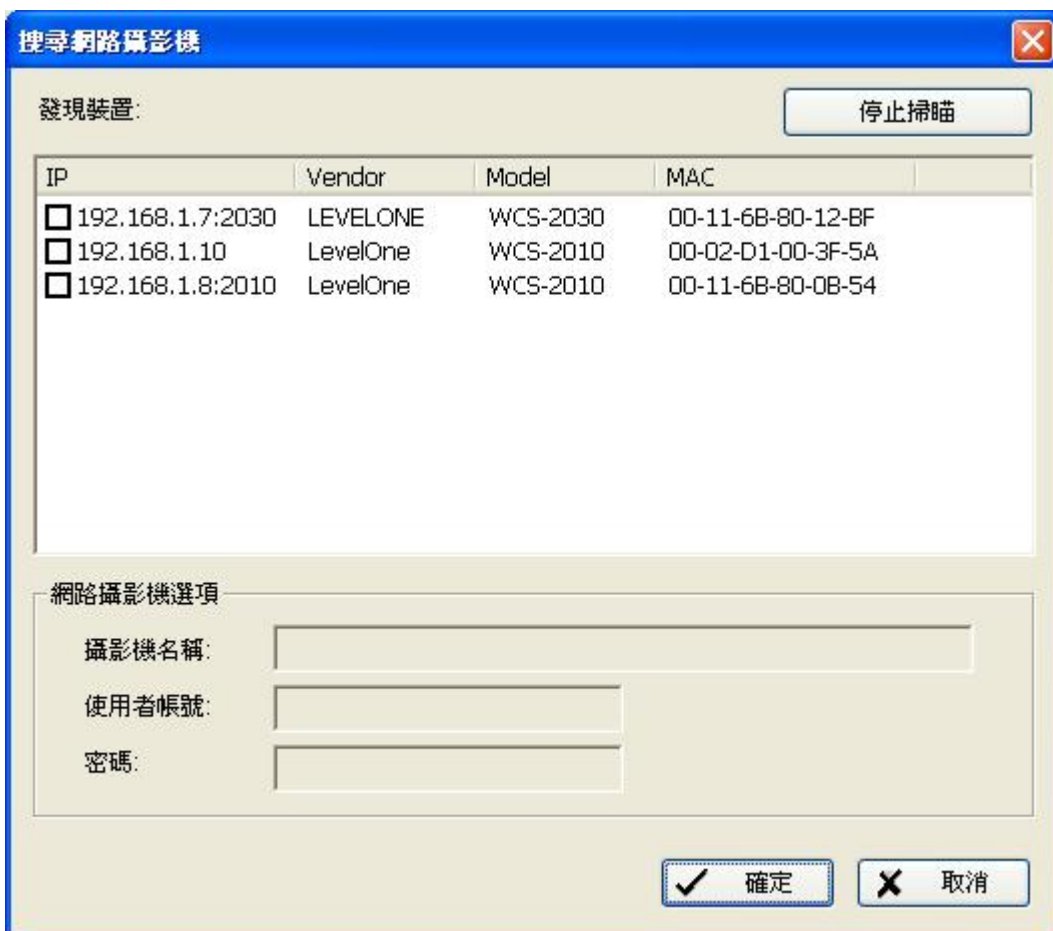 搜尋網路攝影機
發現裝置:
停止掃瞄
IP Vendor Model MAC
192.168.1.7:2030 LEVELONE WCS-2030 00-11-6B-80-12-BF
192.168.1.10 LevelOne WCS-2010 00-02-D1-00-3F-5A
192.168.1.8:2010 LevelOne WCS-2010 00-11-6B-80-0B-54
網路攝影機選項
攝影機名稱:
使用者帳號:
密碼:
確定 取消